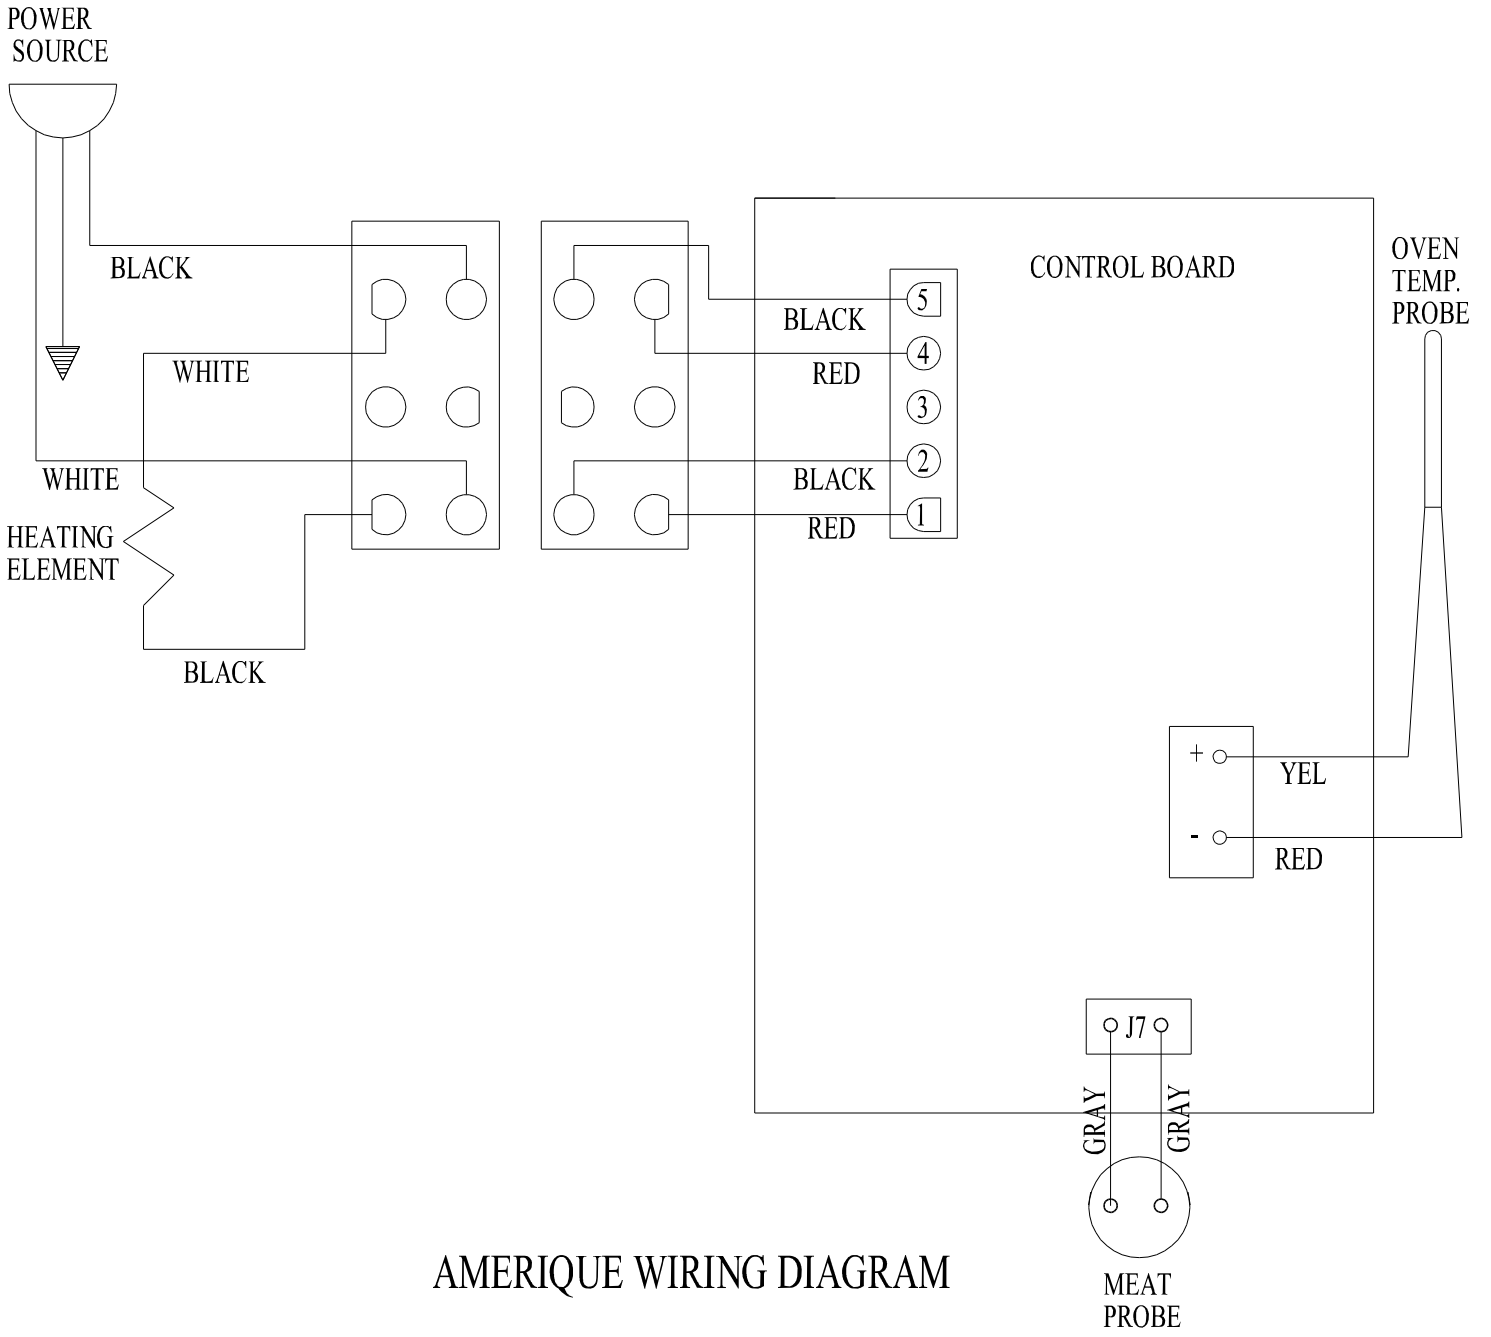 POWER
SOURCE
BLACK
WHITE
WHITE
HEATING
ELEMENT
BLACK
BLACK
RED
BLACK
RED
5
4
3
2
1
CONTROL BOARD
OVEN
TEMP.
PROBE
+
YEL
-
RED
J7
GRAY
GRAY
MEAT
PROBE
AMERIQUE WIRING DIAGRAM